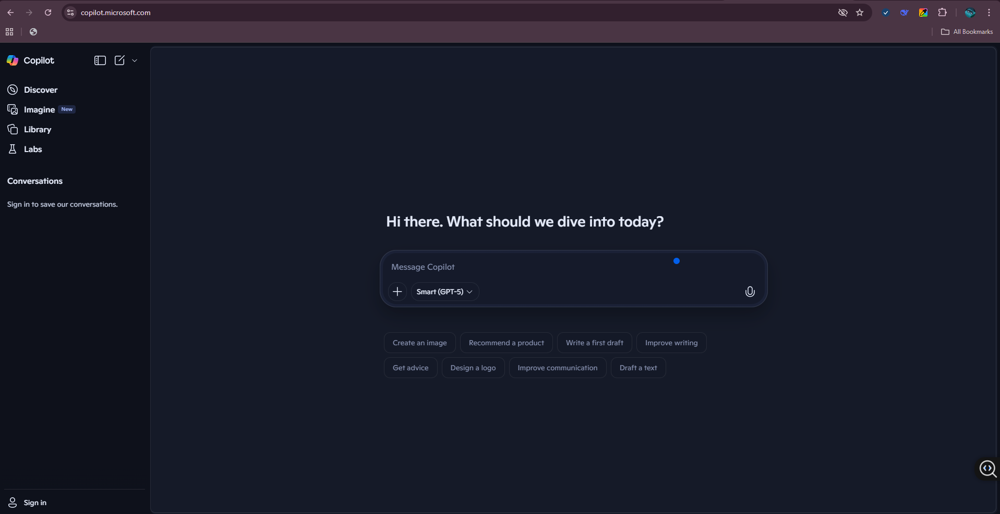 copilot.microsoft.com
All Bookmarks
Copilot
Discover
Imagine New
Library
Labs
Conversations
Sign in to save our conversations.
Hi there. What should we dive into today?
Message Copilot
Smart (GPT-5)
Create an image Recommend a product Write a first draft Improve writing
Get advice Design a logo Improve communication Draft a text
Sign in